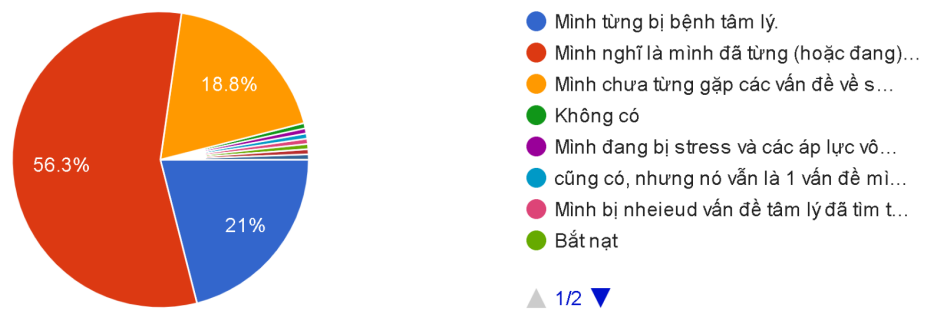 18.8%
56.3%
21%
Mình từng bị bệnh tâm lý.
Mình nghĩ là mình đã từng (hoặc đang)…
Mình chưa từng gặp các vấn đề về s…
Không có
Mình đang bị stress và các áp lực vô…
cũng có, nhưng nó vẫn là 1 vấn đề mì…
Mình bị nheieud vấn đề tâm lý đã tìm t…
Bắt nạt
1/2